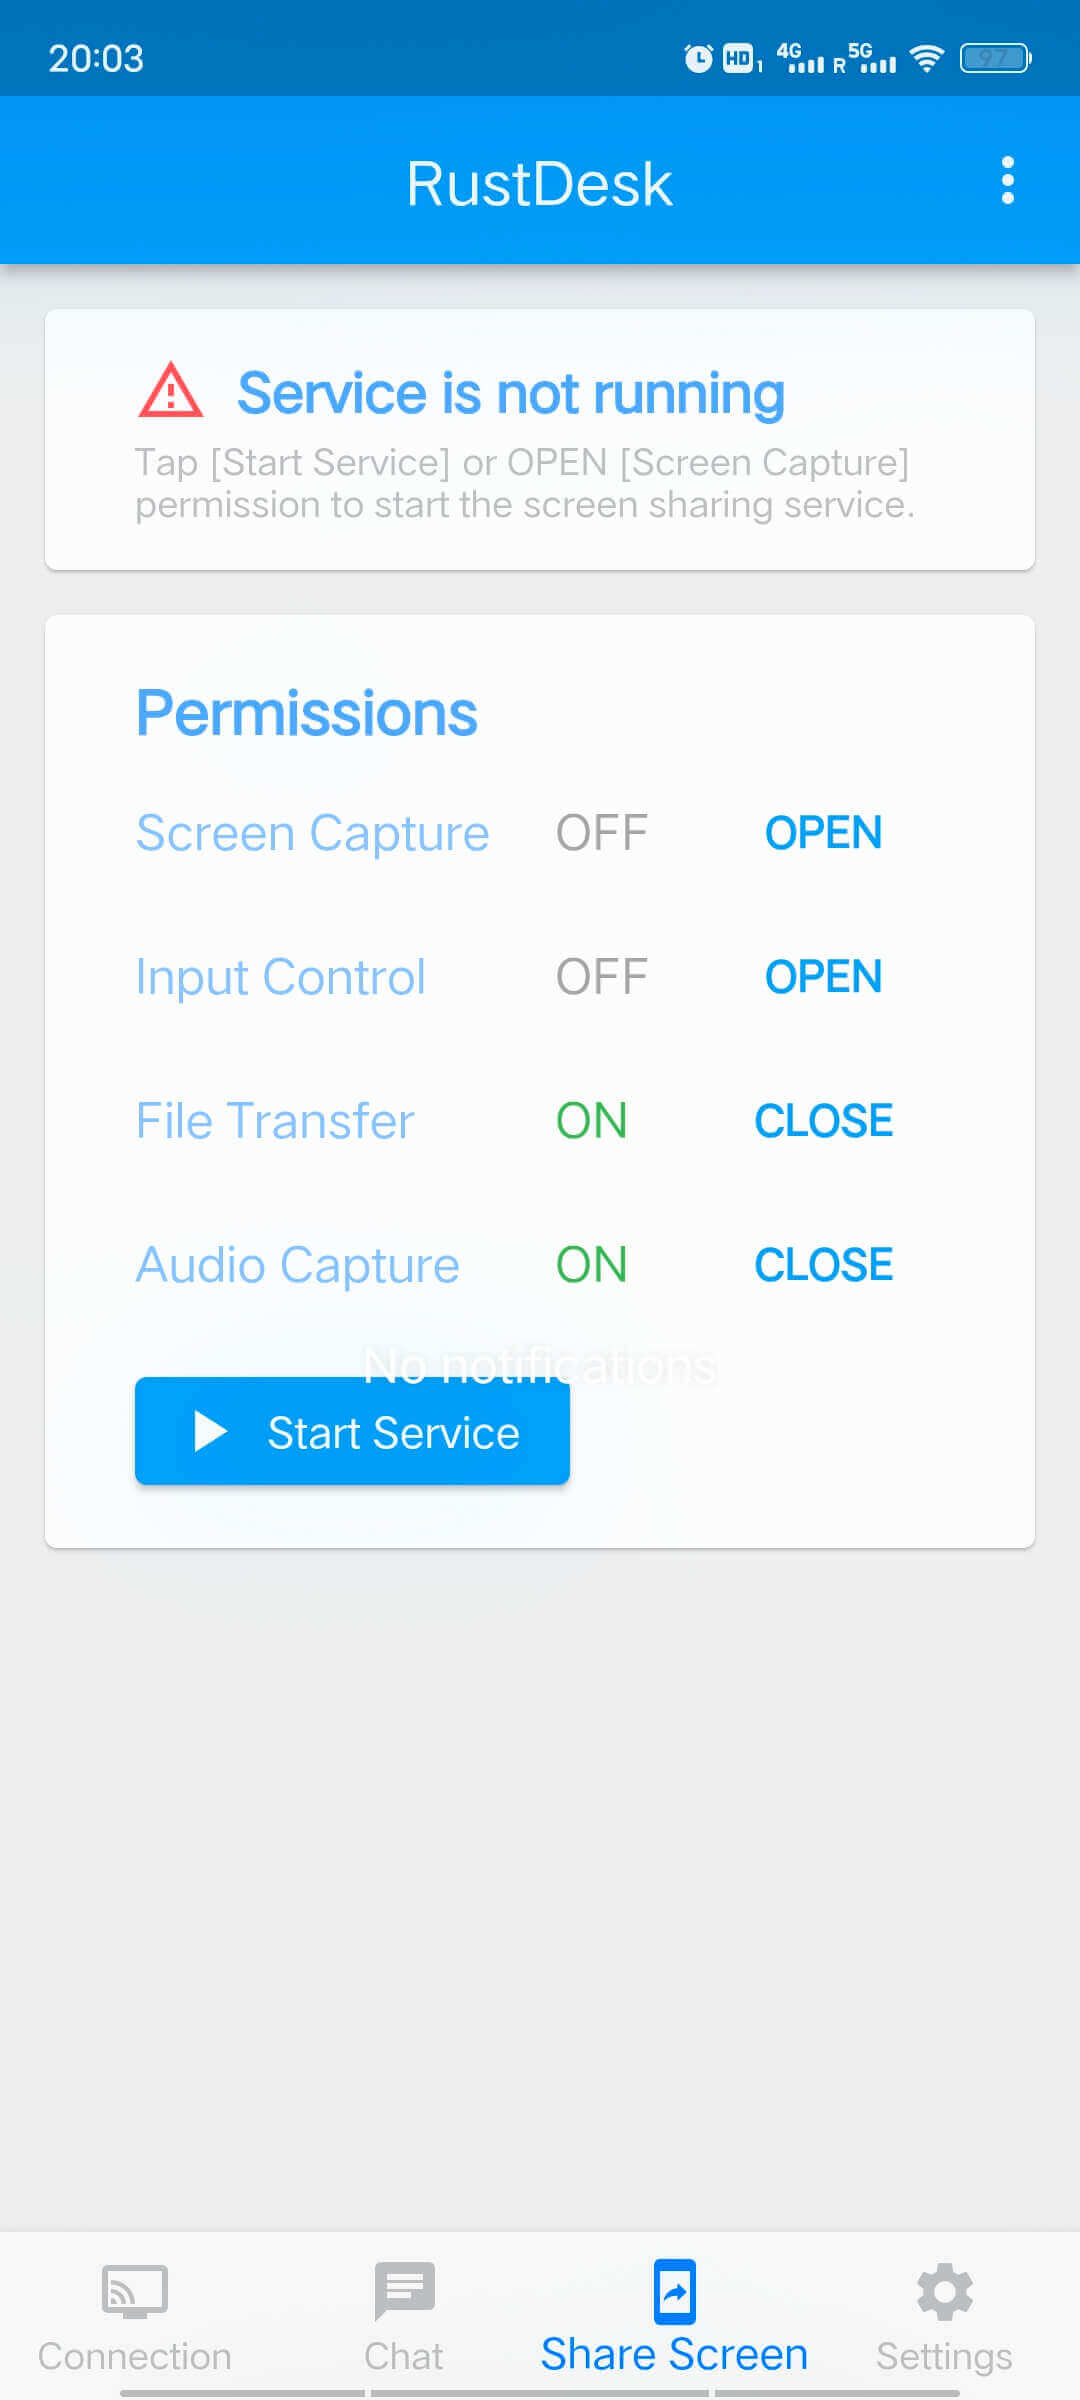 20:03
HD 1 4G R 5G 97
RustDesk
Service is not running
Tap [Start Service] or OPEN [Screen Capture]
permission to start the screen sharing service.
Permissions
Screen Capture OFF OPEN
Input Control OFF OPEN
File Transfer ON CLOSE
Audio Capture ON CLOSE
No notifications
Start Service
Connection Chat Share Screen Settings